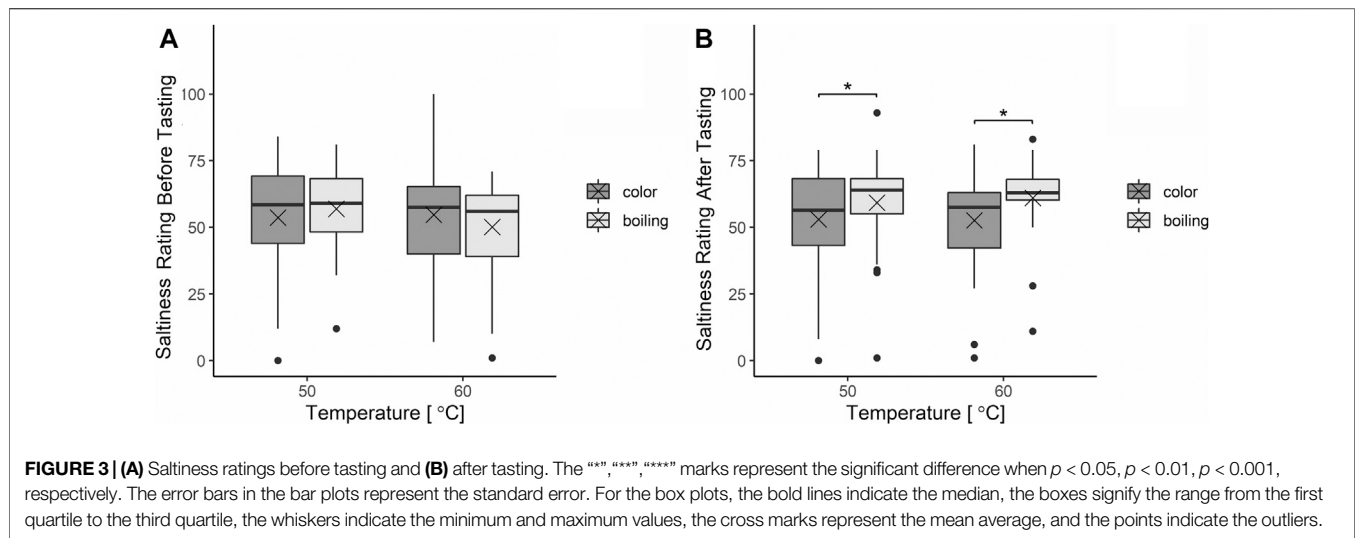 A
B
Saltiness Rating Before Tasting
100
75
50
25
0
50
60
Temperature [ °C]
color
boiling
Saltiness Rating After Tasting
100
75
50
25
0
*
*
50
60
Temperature [ °C]
color
boiling
FIGURE 3 | (A) Saltiness ratings before tasting and (B) after tasting. The “*”,“**”,“***” marks represent the significant difference when p < 0.05, p < 0.01, p < 0.001,
respectively. The error bars in the bar plots represent the standard error. For the box plots, the bold lines indicate the median, the boxes signify the range from the first
quartile to the third quartile, the whiskers indicate the minimum and maximum values, the cross marks represent the mean average, and the points indicate the outliers.